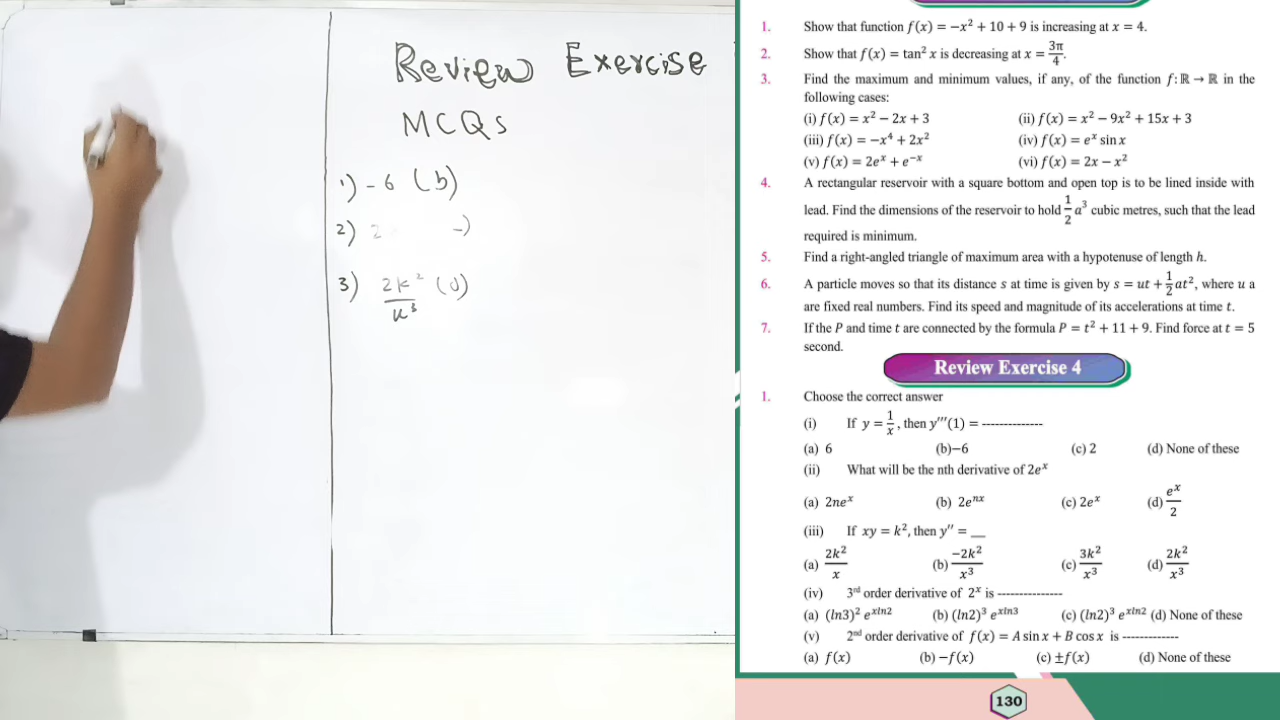 Review Exercise
MCQs
1) - 6 (b)
2) 2
3) 2k² / k³
1. Show that function f(x) = −x² + 10 + 9 is increasing at x = 4.
2. Show that f(x) = tan² x is decreasing at x = 3π/4.
3. Find the maximum and minimum values, if any, of the function f: ℝ → ℝ in the
following cases:
(i) f(x) = x² − 2x + 3 (ii) f(x) = x² − 9x² + 15x + 3
(iii) f(x) = −x⁴ + 2x² (iv) f(x) = eˣ sin x
(v) f(x) = 2eˣ + e⁻ˣ (vi) f(x) = 2x − x²
4. A rectangular reservoir with a square bottom and open top is to be lined inside with
lead. Find the dimensions of the reservoir to hold 1/2 a³ cubic metres, such that the lead
required is minimum.
5. Find a right-angled triangle of maximum area with a hypotenuse of length h.
6. A particle moves so that its distance s at time is given by s = ut + 1/2 at², where u a
are fixed real numbers. Find its speed and magnitude of its accelerations at time t.
7. If the P and time t are connected by the formula P = t² + 11 + 9. Find force at t = 5
second.
Review Exercise 4
1. Choose the correct answer
(i) If y = 1/x, then y′′′(1) = --------------
(a) 6 (b)−6 (c) 2 (d) None of these
(ii) What will be the nth derivative of 2eˣ
(a) 2neˣ (b) 2eⁿˣ (c) 2eˣ (d) eˣ/2
(iii) If xy = k², then y′′ = __
(a) 2k²/x (b) −2k²/x³ (c) 3k²/x³ (d) 2k²/x³
(iv) 3ʳᵈ order derivative of 2ˣ is ---------------
(a) (ln3)² e^xln2 (b) (ln2)³ e^xln3 (c) (ln2)³ e^xln2 (d) None of these
(v) 2ⁿᵈ order derivative of f(x) = A sin x + B cos x is -------------
(a) f(x) (b) −f(x) (c) ±f(x) (d) None of these
130